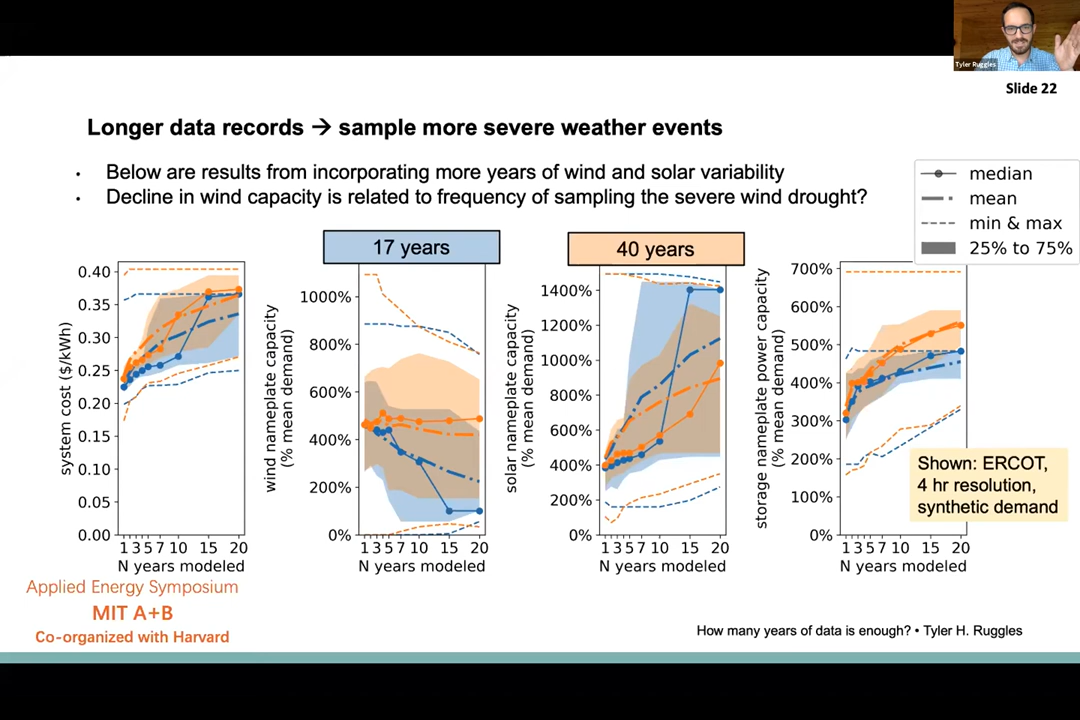 Tyler Ruggles
Slide 22
Longer data records → sample more severe weather events
• Below are results from incorporating more years of wind and solar variability
• Decline in wind capacity is related to frequency of sampling the severe wind drought?
median
mean
min & max
25% to 75%
17 years
40 years
system cost ($/kWh)
0.40
0.35
0.30
0.25
0.20
0.15
0.10
0.05
0.00
1 3 5 7 10 15 20
N years modeled
wind nameplate capacity
(% mean demand)
1000%
800%
600%
400%
200%
0%
1 3 5 7 10 15 20
N years modeled
solar nameplate capacity
(% mean demand)
1400%
1200%
1000%
800%
600%
400%
200%
0%
1 3 5 7 10 15 20
N years modeled
storage nameplate power capacity
(% mean demand)
700%
600%
500%
400%
300%
200%
100%
0%
1 3 5 7 10 15 20
N years modeled
Shown: ERCOT,
4 hr resolution,
synthetic demand
Applied Energy Symposium
MIT A+B
Co-organized with Harvard
How many years of data is enough? • Tyler H. Ruggles